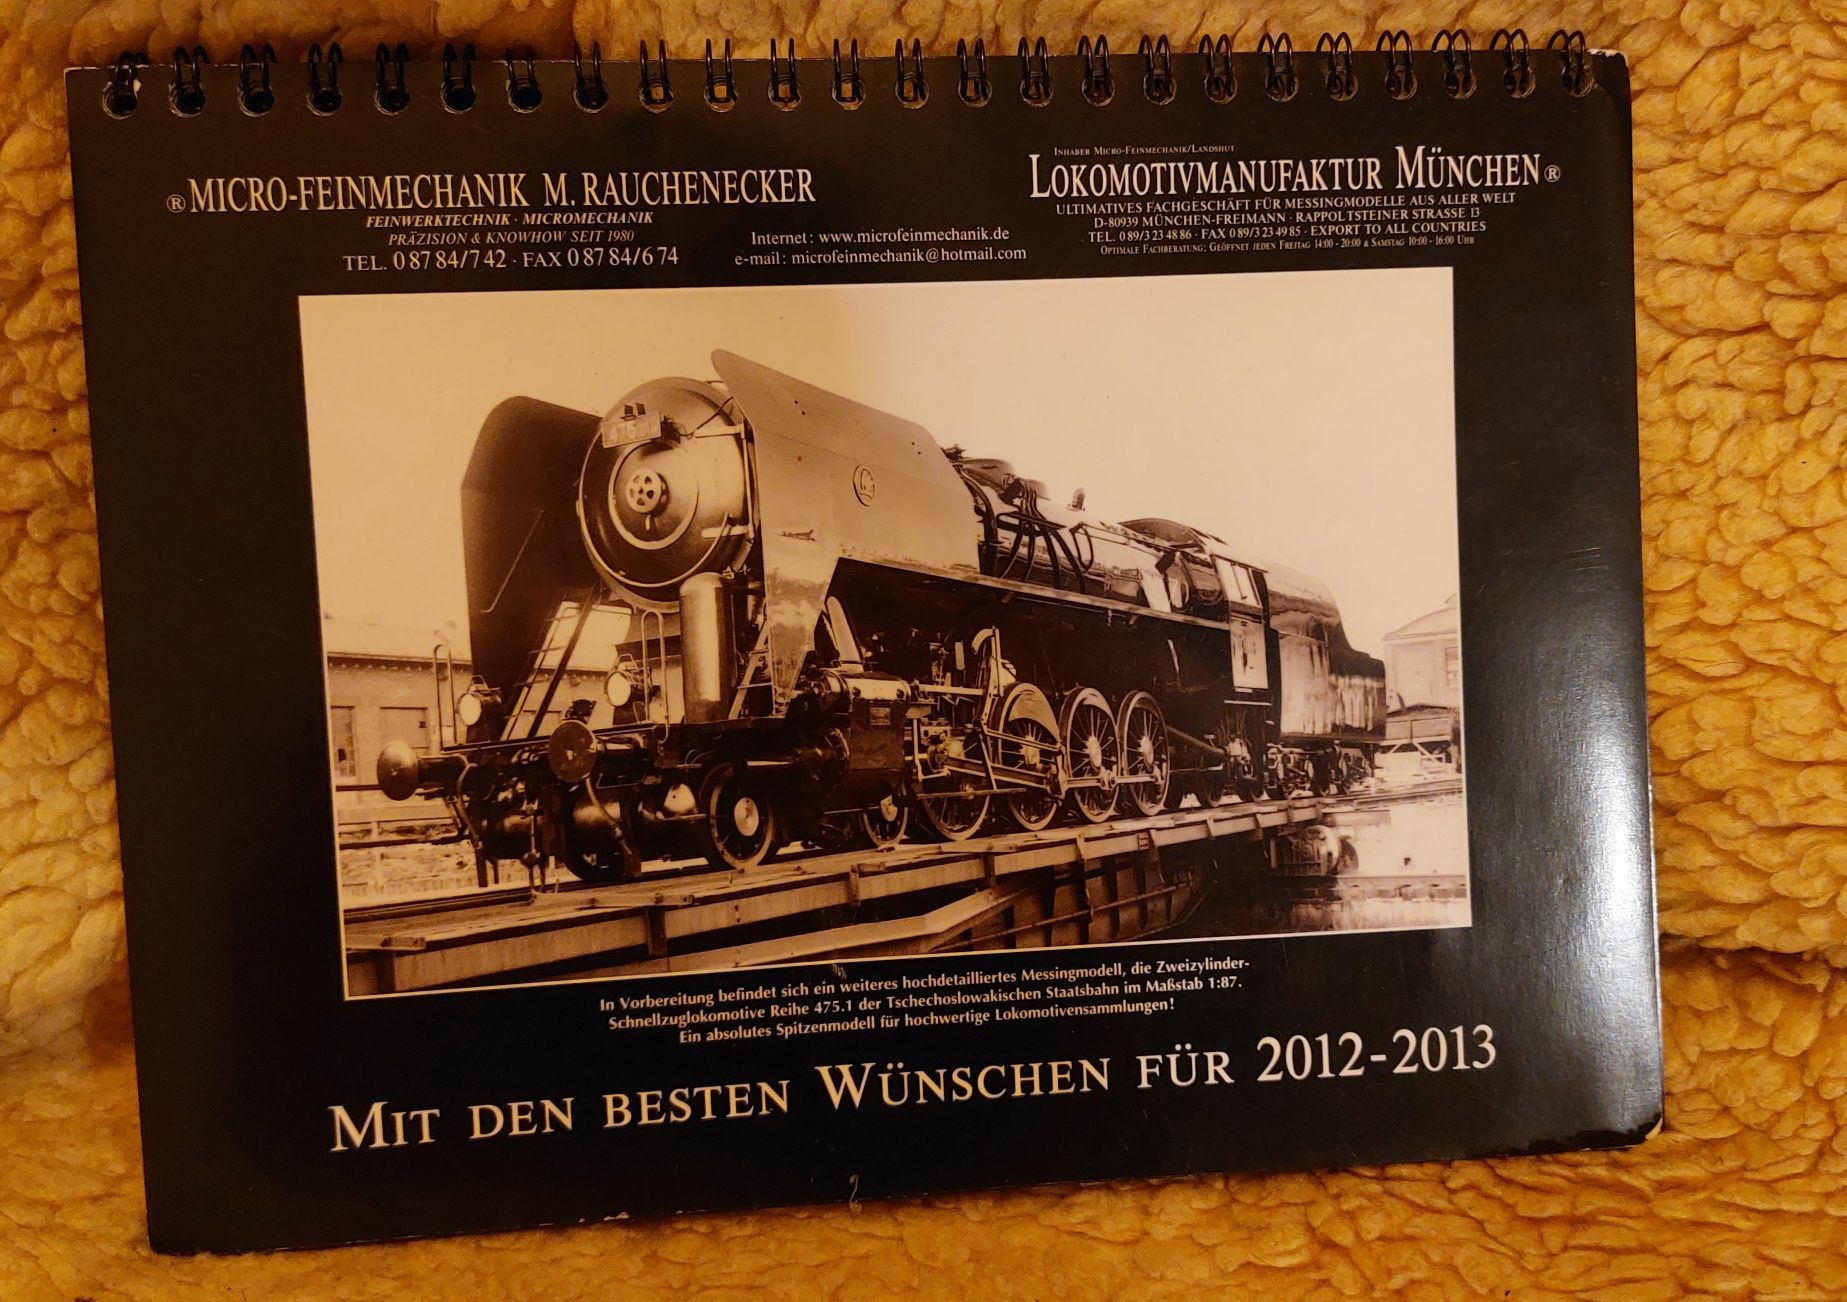 ® MICRO-FEINMECHANIK M. RAUCHENECKER
FEINWERKTECHNIK · MICROMECHANIK
PRÄZISION & KNOWHOW SEIT 1980
TEL. 0 87 84/7 42 · FAX 0 87 84/6 74
Internet: www.microfeinmechanik.de
e-mail: microfeinmechanik@hotmail.com
INHABER MICRO-FEINMECHANIK/LANDSHUT
LOKOMOTIVMANUFAKTUR MÜNCHEN ®
ULTIMATIVES FACHGESCHÄFT FÜR MESSINGMODELLE AUS ALLER WELT
D-80939 MÜNCHEN-FREIMANN · RAPPOLTSTEINER STRASSE 13
TEL. 0 89/3 23 48 86 · FAX 0 89/3 23 49 85 · EXPORT TO ALL COUNTRIES
OPTIMALE FACHBERATUNG; GEÖFFNET JEDEN FREITAG 14:00 - 20:00 & SAMSTAG 10:00 - 16:00 UHR
In Vorbereitung befindet sich ein weiteres hochdetailliertes Messingmodell, die Zweizylinder-
Schnellzuglokomotive Reihe 475.1 der Tschechoslowakischen Staatsbahn im Maßstab 1:87.
Ein absolutes Spitzenmodell für hochwertige Lokomotivensammlungen!
MIT DEN BESTEN WÜNSCHEN FÜR 2012-2013